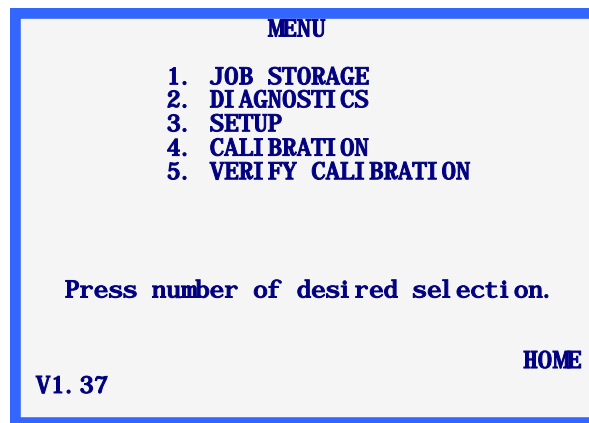 MENU
1. JOB STORAGE
2. DIAGNOSTICS
3. SETUP
4. CALIBRATION
5. VERIFY CALIBRATION
Press number of desired selection.
HOME
V1.37